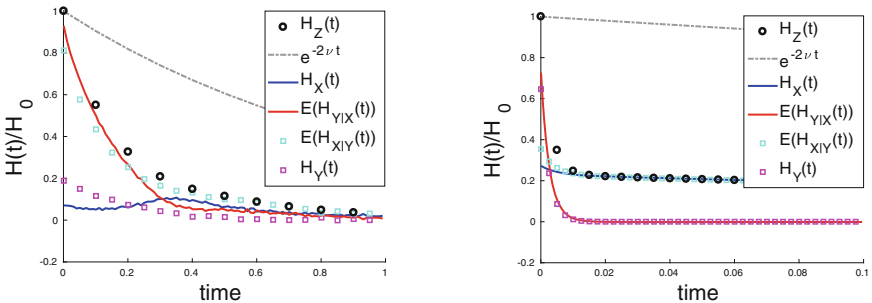 H_Z(t)
e^{-2νt}
H_X(t)
E(H_{Y|X}(t))
E(H_{X|Y}(t))
H_Y(t)
1
0.8
0.6
0.4
0.2
0
-0.2
H(t)/H_0
0
0.2
0.4
0.6
0.8
1
time
H_Z(t)
e^{-2νt}
H_X(t)
E(H_{Y|X}(t))
E(H_{X|Y}(t))
H_Y(t)
1
0.8
0.6
0.4
0.2
0
-0.2
H(t)/H_0
0
0.02
0.04
0.06
0.08
0.1
time